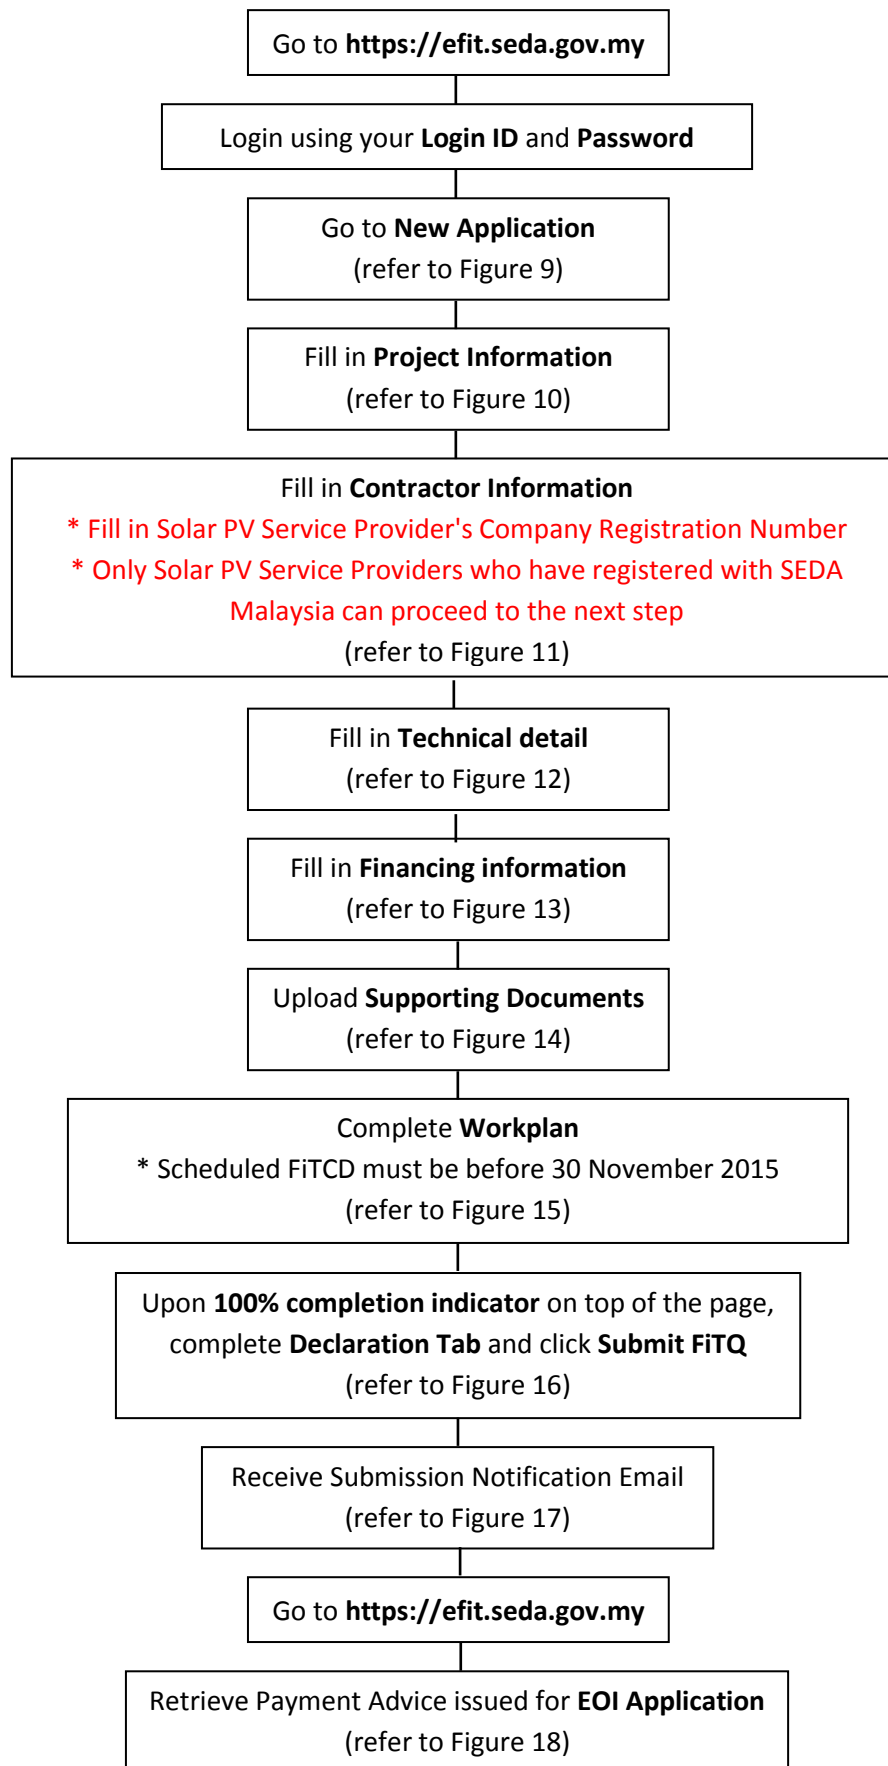 Go to https://efit.seda.gov.my
Login using your Login ID and Password
Go to New Application
(refer to Figure 9)
Fill in Project Information
(refer to Figure 10)
Fill in Contractor Information
* Fill in Solar PV Service Provider's Company Registration Number
* Only Solar PV Service Providers who have registered with SEDA
Malaysia can proceed to the next step
(refer to Figure 11)
Fill in Technical detail
(refer to Figure 12)
Fill in Financing information
(refer to Figure 13)
Upload Supporting Documents
(refer to Figure 14)
Complete Workplan
* Scheduled FiTCD must be before 30 November 2015
(refer to Figure 15)
Upon 100% completion indicator on top of the page,
complete Declaration Tab and click Submit FiTQ
(refer to Figure 16)
Receive Submission Notification Email
(refer to Figure 17)
Go to https://efit.seda.gov.my
Retrieve Payment Advice issued for EOI Application
(refer to Figure 18)